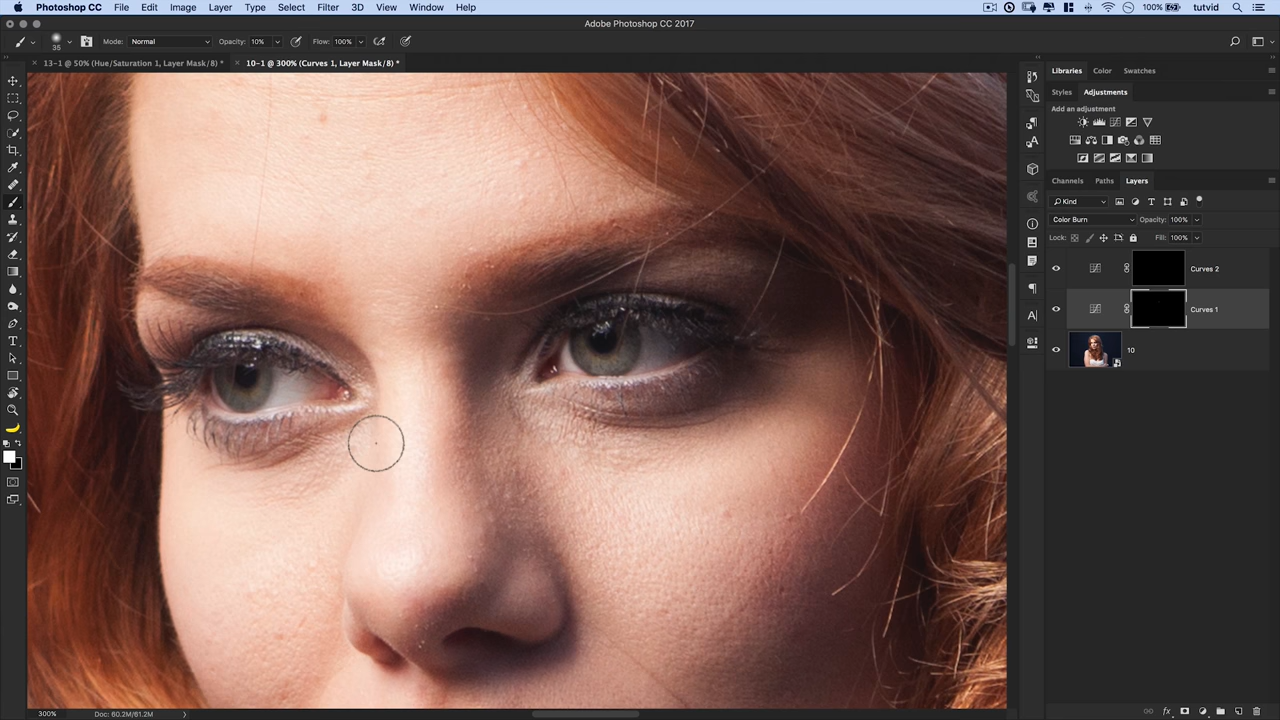 Photoshop CC File Edit Image Layer Type Select Filter 3D View Window Help 100% tutvid
Adobe Photoshop CC 2017
35 Mode: Normal Opacity: 10% Flow: 100%
× 13-1 @ 50% (Hue/Saturation 1, Layer Mask/8) * × 10-1 @ 300% (Curves 1, Layer Mask/8) *
Libraries Color Swatches
Styles Adjustments
Add an adjustment
Channels Paths Layers
Kind
Color Burn Opacity: 100%
Lock: Fill: 100%
Curves 2
Curves 1
10
300% Doc: 60.2M/61.2M